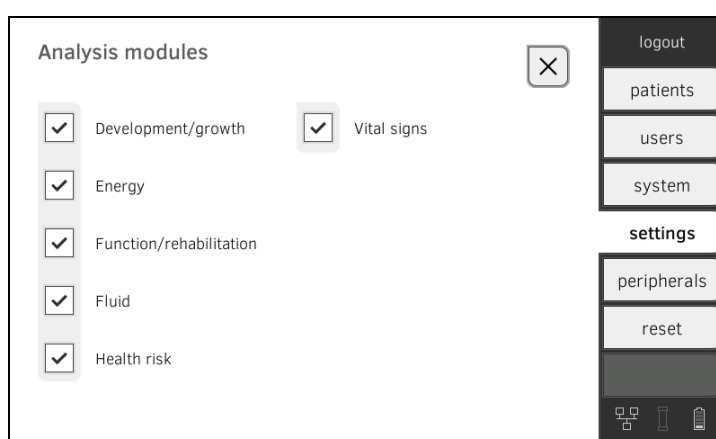 Analysis modules
Development/growth
Energy
Function/rehabilitation
Fluid
Health risk
Vital signs
logout
patients
users
system
settings
peripherals
reset